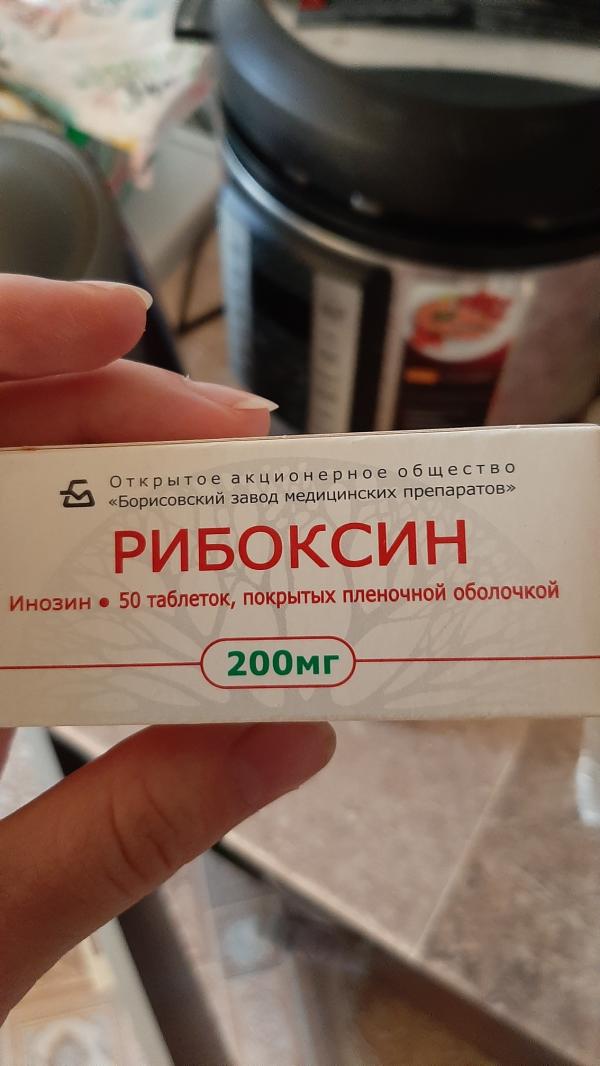 Открытое акционерное общество
«Борисовский завод медицинских препаратов»
РИБОКСИН
Инозин • 50 таблеток, покрытых пленочной оболочкой
200мг